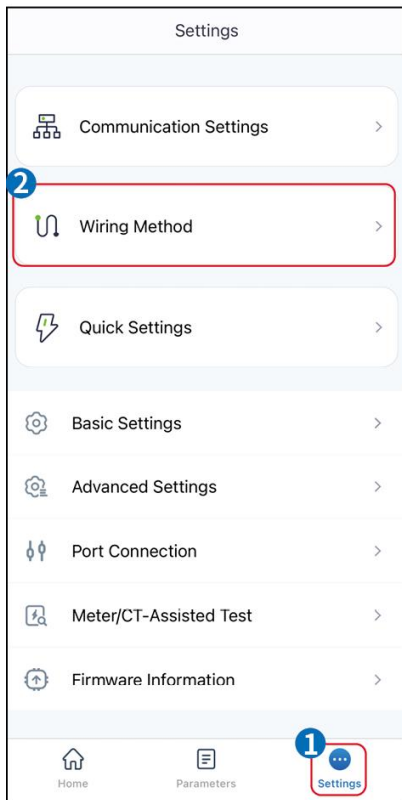 Settings
Communication Settings
2
Wiring Method
Quick Settings
Basic Settings
Advanced Settings
Port Connection
Meter/CT-Assisted Test
Firmware Information
1
Home
Parameters
Settings